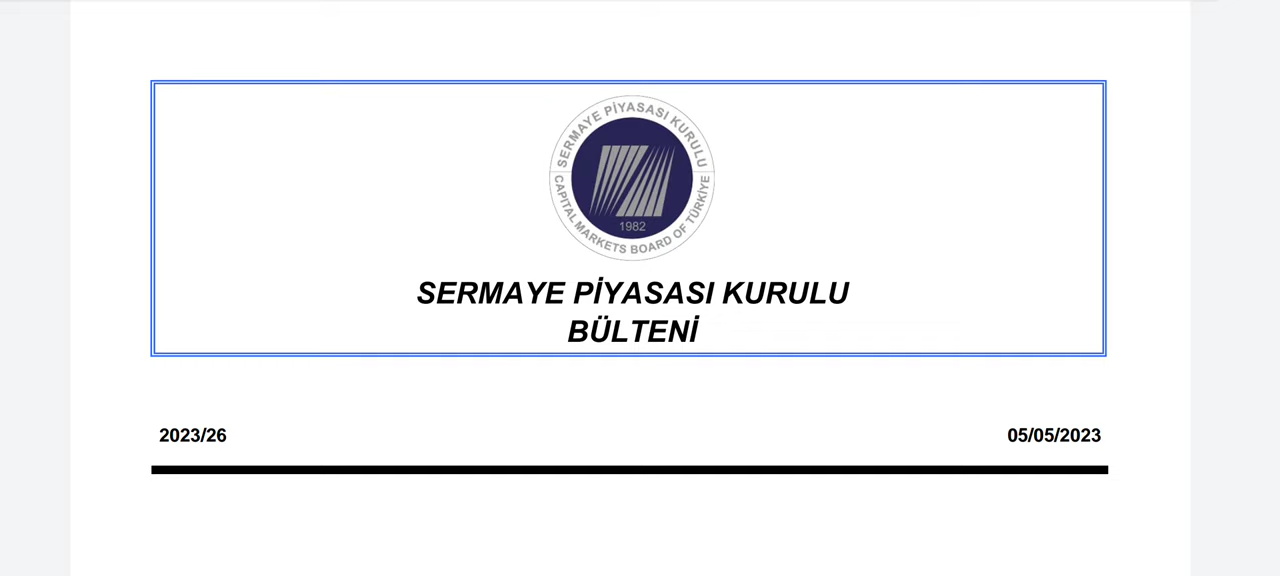 SERMAYE PİYASASI KURULU
CAPITAL MARKETS BOARD OF TÜRKİYE
1982
SERMAYE PİYASASI KURULU
BÜLTENİ
2023/26 05/05/2023